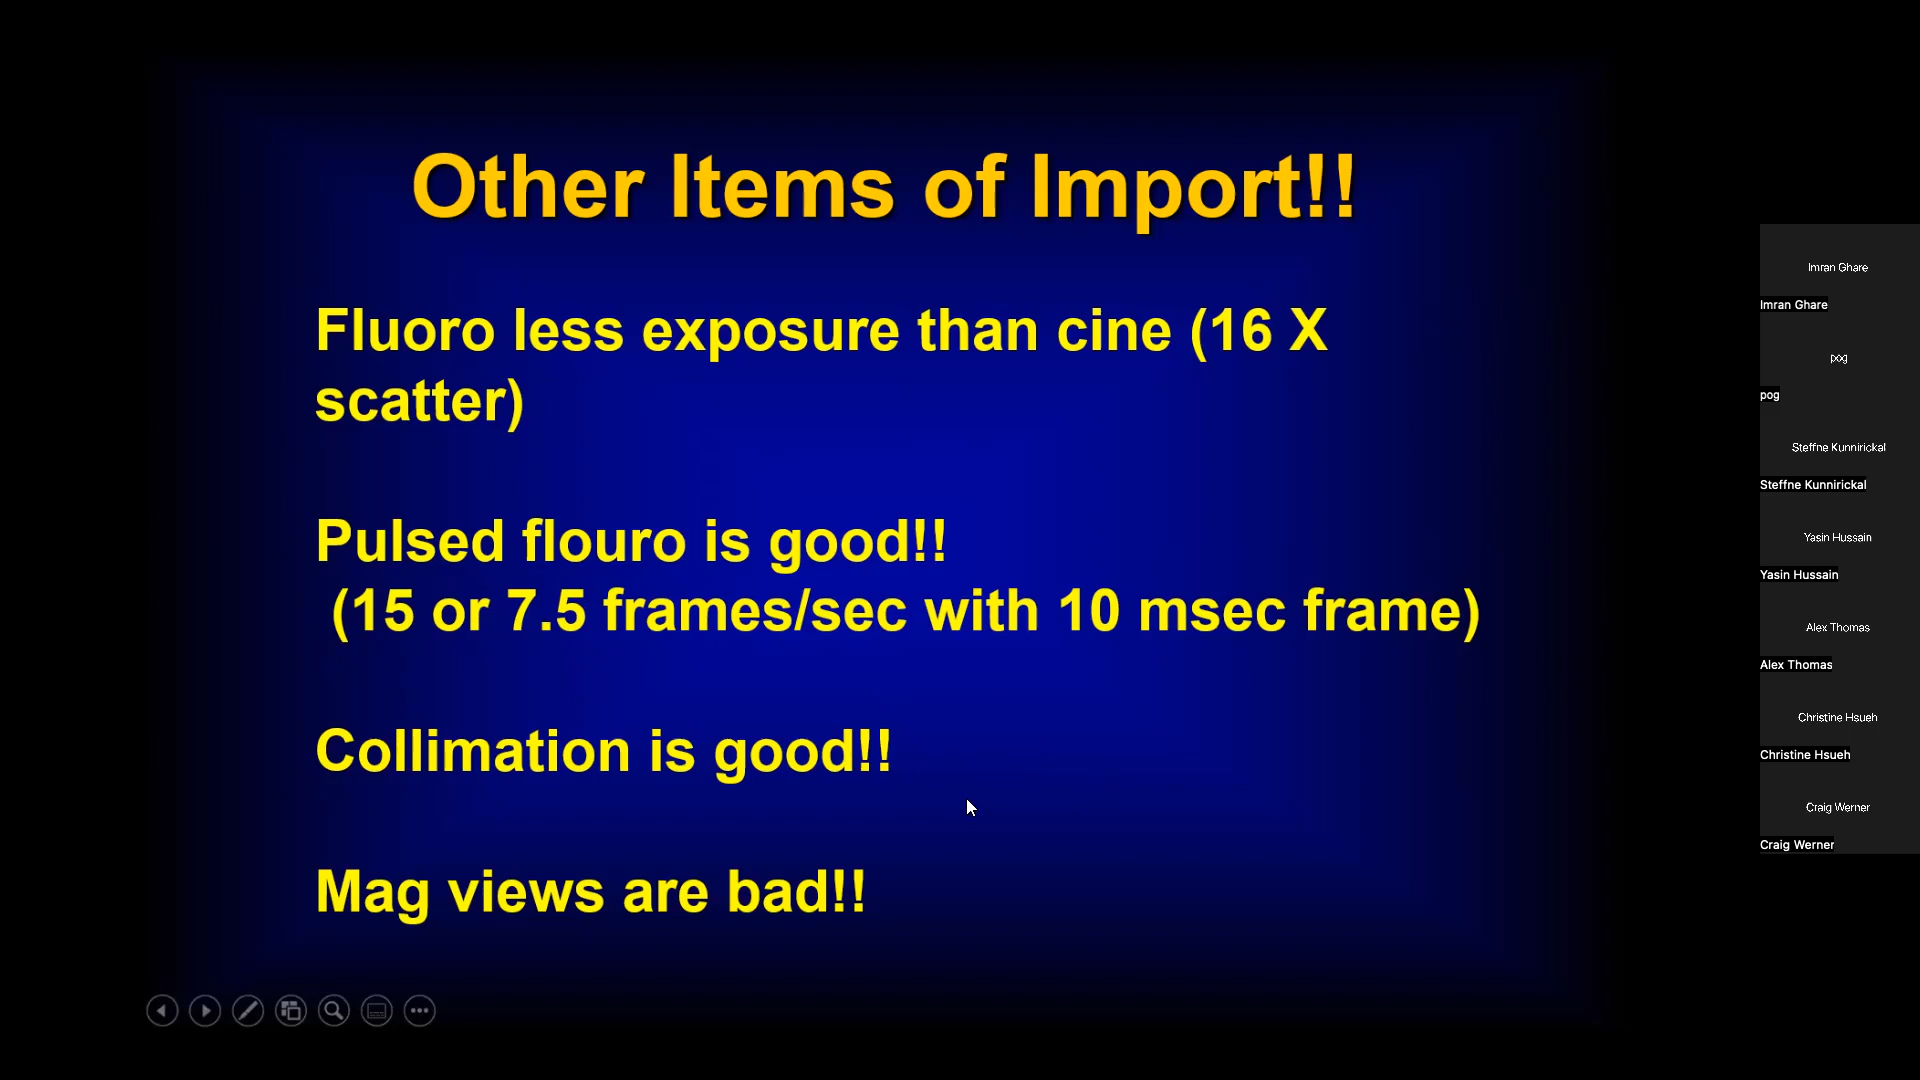 Other Items of Import!!
Fluoro less exposure than cine (16 X
scatter)
Pulsed flouro is good!!
(15 or 7.5 frames/sec with 10 msec frame)
Collimation is good!!
Mag views are bad!!
Imran Ghare
Imran Ghare
pog
pog
Steffne Kunnirickal
Steffne Kunnirickal
Yasin Hussain
Yasin Hussain
Alex Thomas
Alex Thomas
Christine Hsueh
Christine Hsueh
Craig Werner
Craig Werner